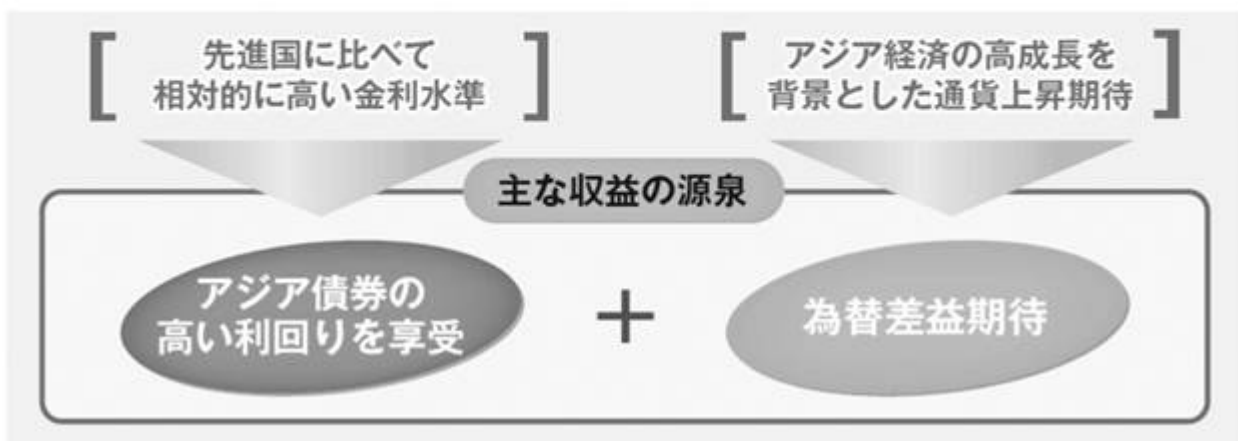 先進国に比べて
相対的に高い金利水準
アジア経済の高成長を
背景とした通貨上昇期待
主な収益の源泉
アジア債券の
高い利回りを享受
+
為替差益期待